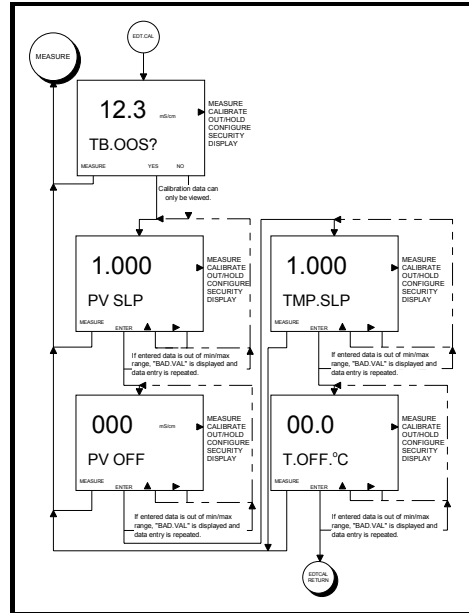 EDT.CAL
MEASURE
12.3 mS/cm
TB.OOS?
MEASURE YES NO
MEASURE
CALIBRATE
OUT/HOLD
CONFIGURE
SECURITY
DISPLAY
Calibration data can
only be viewed.
1.000
PV SLP
MEASURE
ENTER
MEASURE
CALIBRATE
OUT/HOLD
CONFIGURE
SECURITY
DISPLAY
If entered data is out of min/max
range, "BAD.VAL" is displayed and
data entry is repeated.
000 mS/cm
PV OFF
MEASURE
ENTER
MEASURE
CALIBRATE
OUT/HOLD
CONFIGURE
SECURITY
DISPLAY
If entered data is out of min/max
range, "BAD.VAL" is displayed and
data entry is repeated.
1.000
TMP.SLP
MEASURE
ENTER
MEASURE
CALIBRATE
OUT/HOLD
CONFIGURE
SECURITY
DISPLAY
If entered data is out of min/max
range, "BAD.VAL" is displayed and
data entry is repeated.
00.0
T.OFF.°C
MEASURE
ENTER
MEASURE
CALIBRATE
OUT/HOLD
CONFIGURE
SECURITY
DISPLAY
If entered data is out of min/max
range, "BAD.VAL" is displayed and
data entry is repeated.
EDTCAL
RETURN